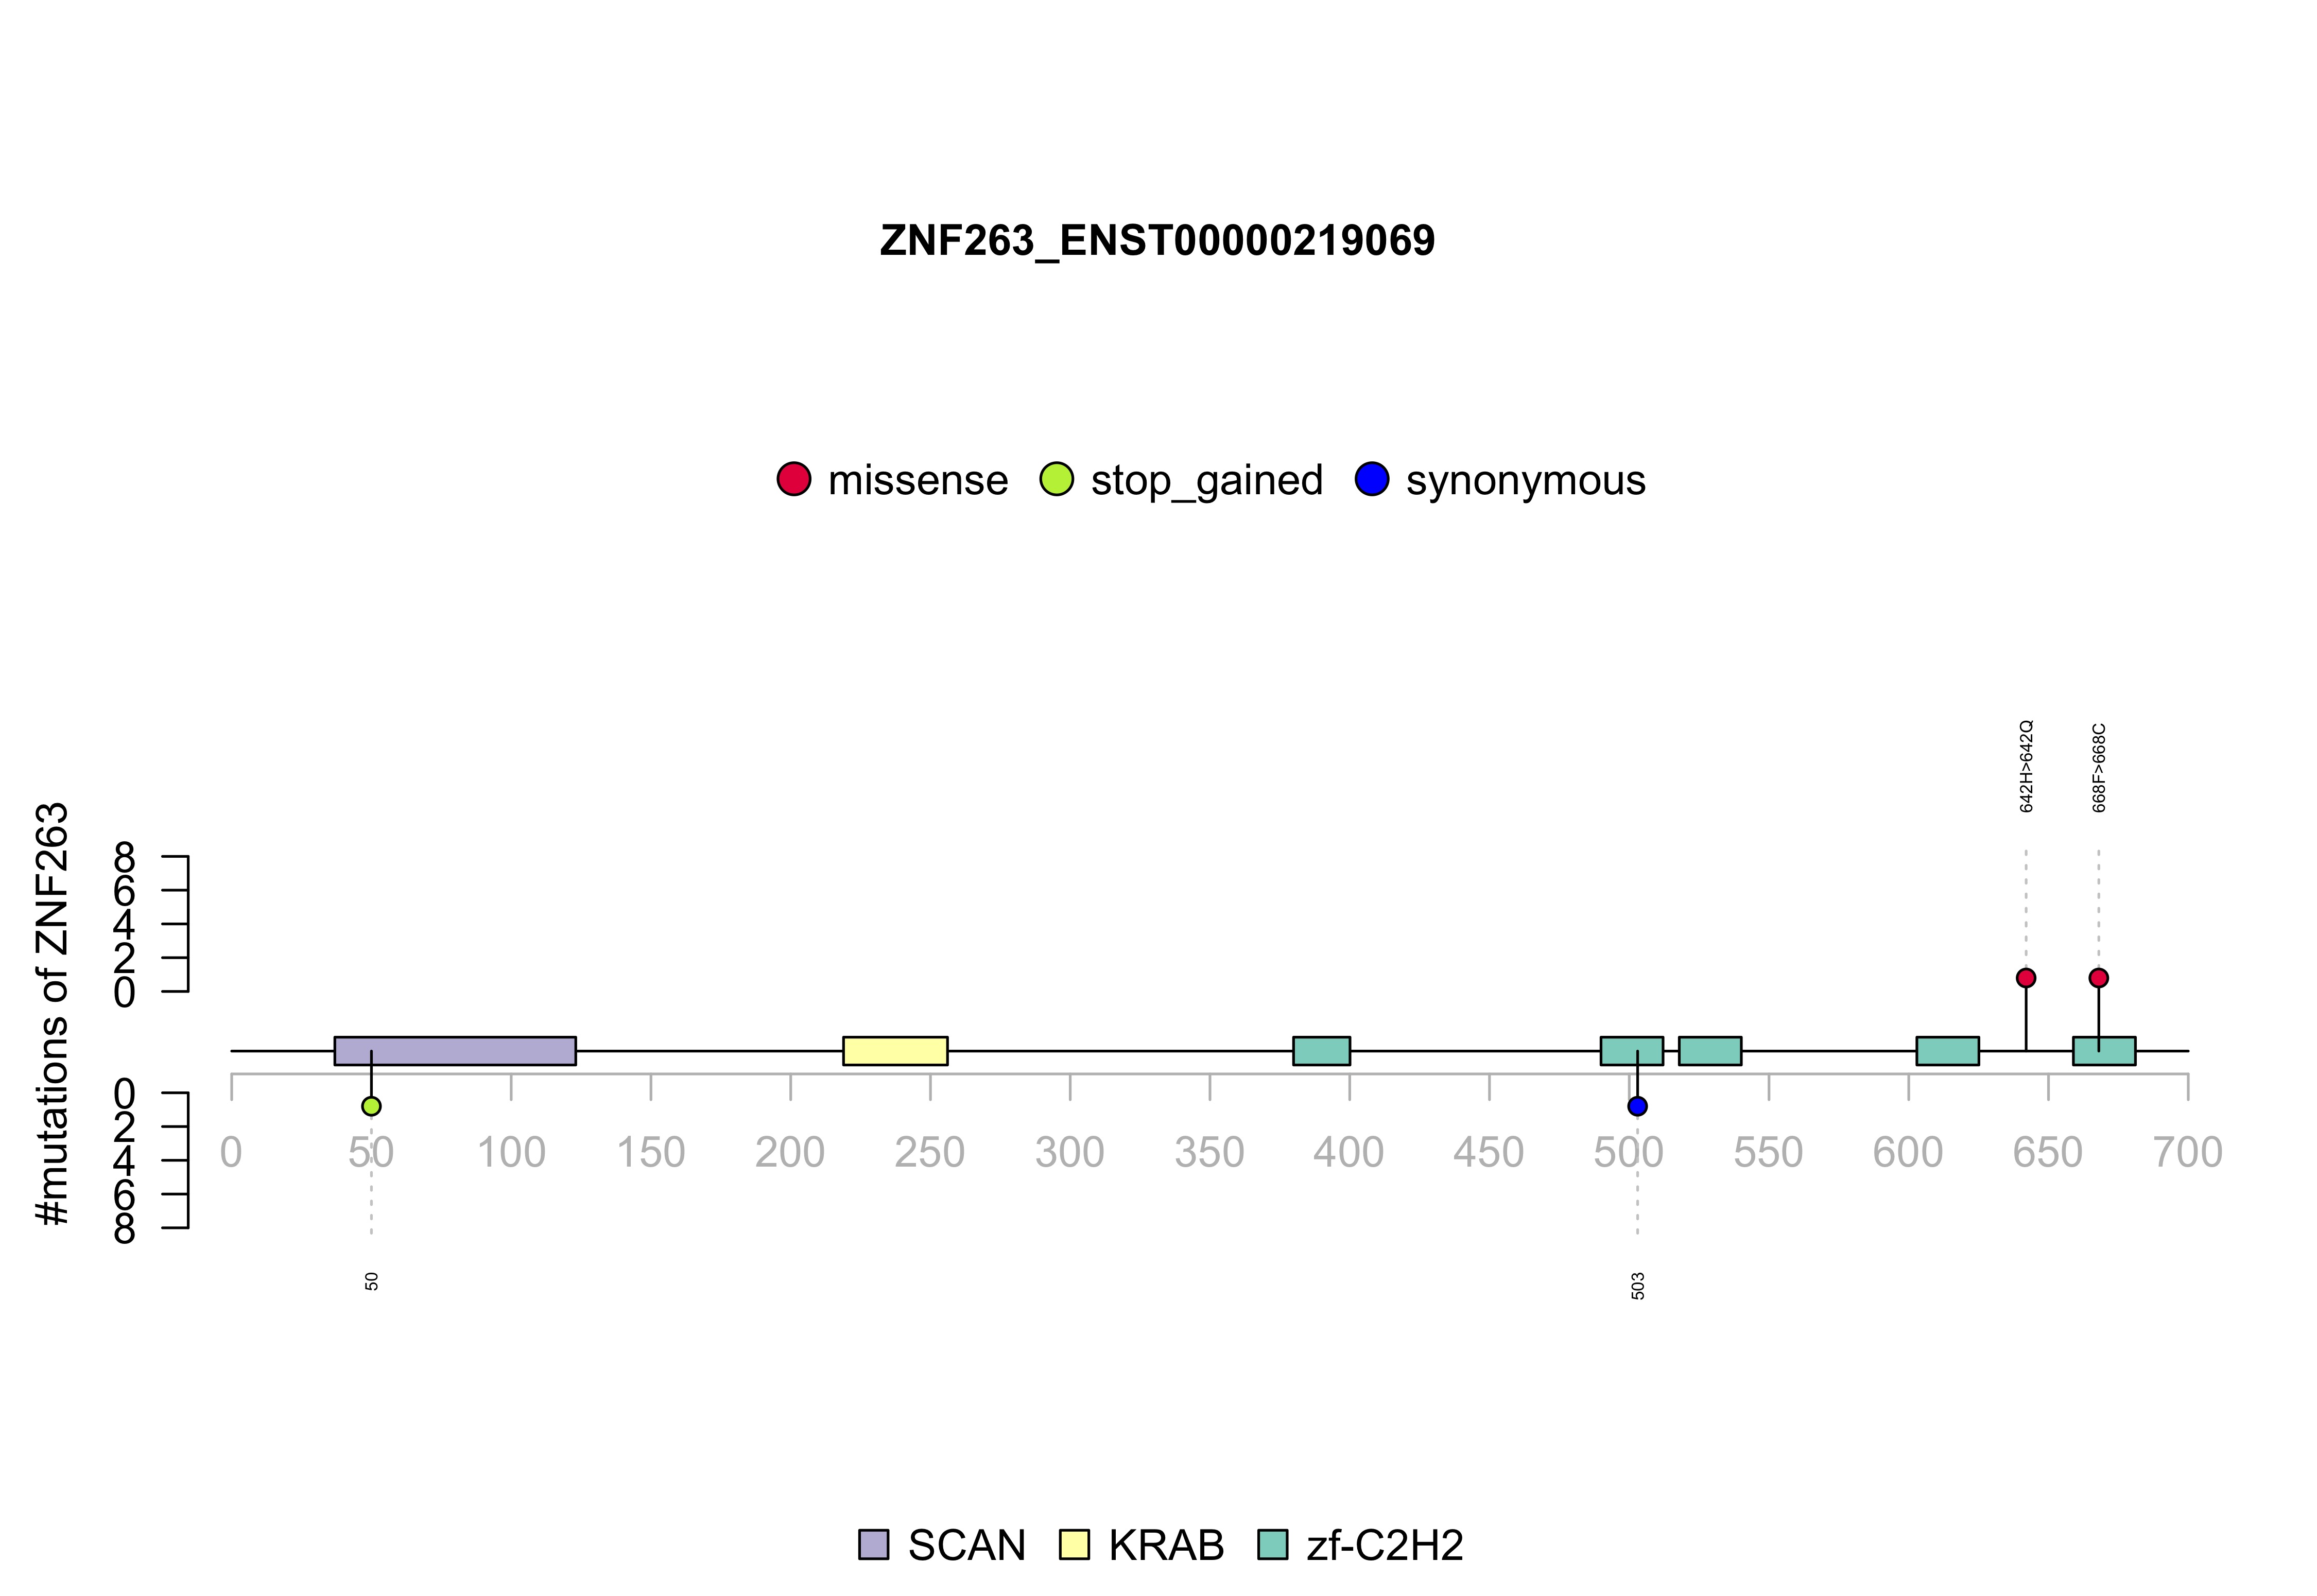 ZNF263_ENST00000219069
missense stop_gained synonymous
642H>642Q 668F>668C
#mutations of ZNF263
8
6
4
2
0
0
2
4
6
8
0 50 100 150 200 250 300 350 400 450 500 550 600 650 700
50 503
SCAN KRAB zf-C2H2